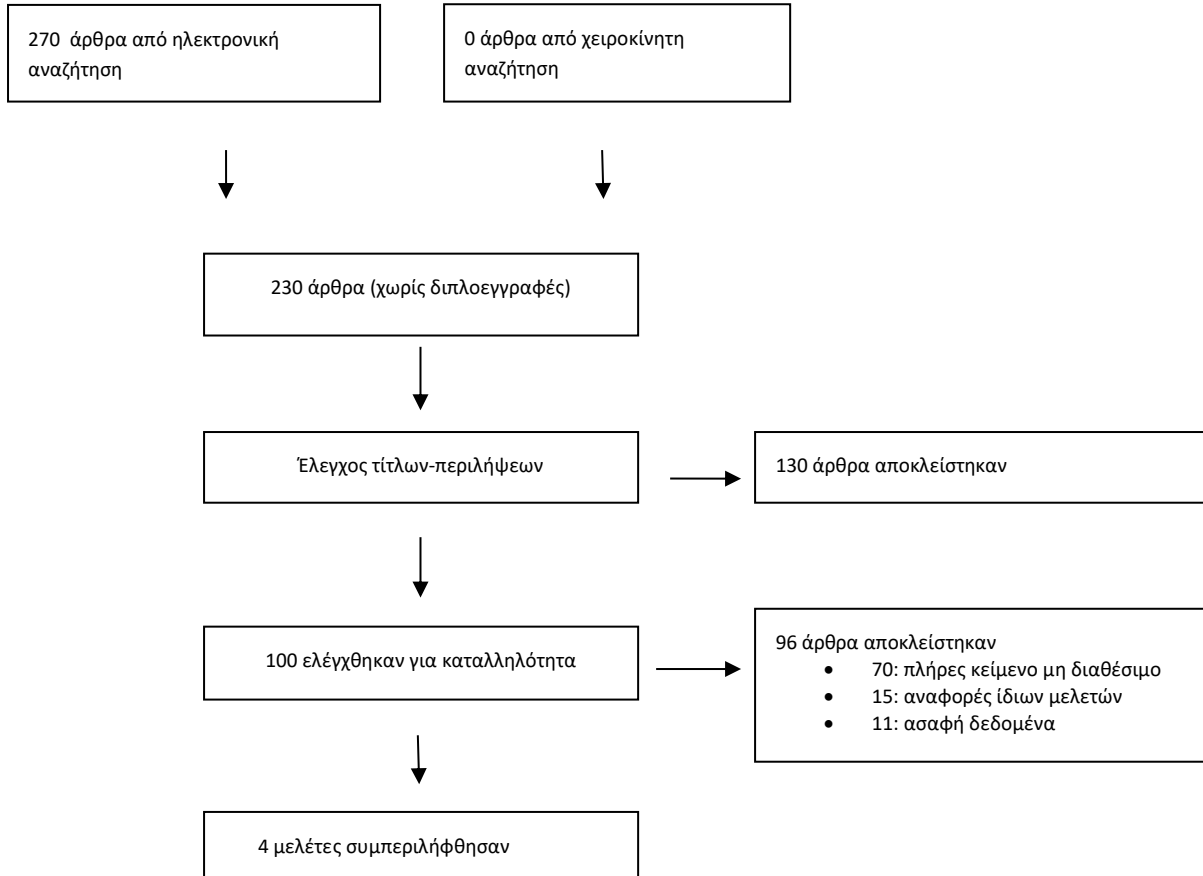 270 άρθρα από ηλεκτρονική
αναζήτηση
0 άρθρα από χειροκίνητη
αναζήτηση
230 άρθρα (χωρίς διπλοεγγραφές)
Έλεγχος τίτλων-περιλήψεων
130 άρθρα αποκλείστηκαν
100 ελέγχθηκαν για καταλληλότητα
96 άρθρα αποκλείστηκαν
• 70: πλήρες κείμενο μη διαθέσιμο
• 15: αναφορές ίδιων μελετών
• 11: ασαφή δεδομένα
4 μελέτες συμπεριλήφθησαν